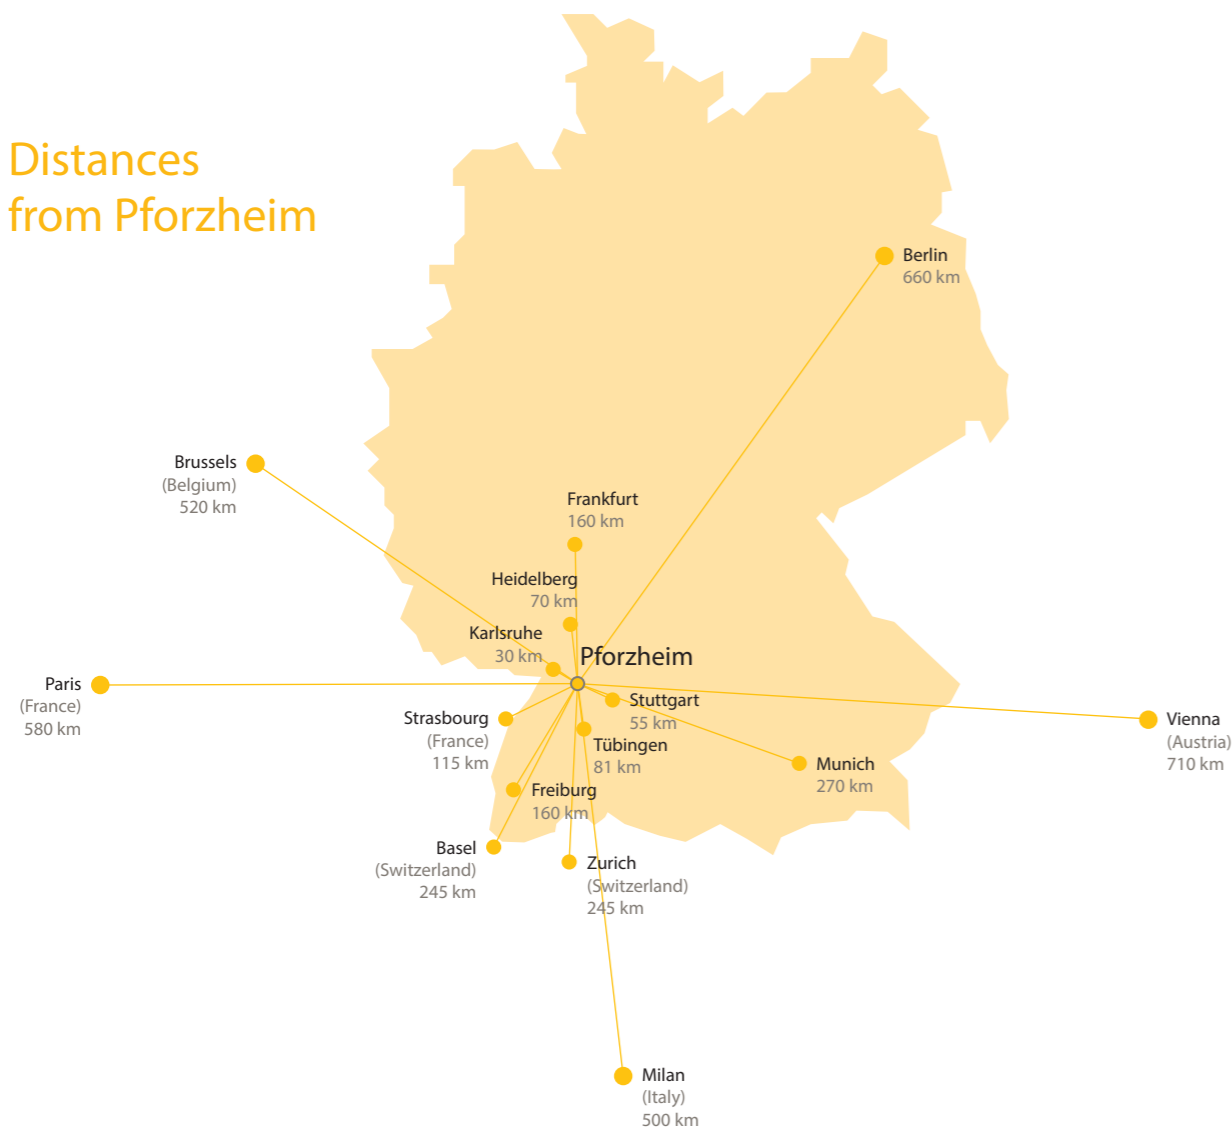 Distances
from Pforzheim
Berlin
660 km
Brussels
(Belgium)
520 km
Frankfurt
160 km
Heidelberg
70 km
Karlsruhe
30 km
Pforzheim
Paris
(France)
580 km
Stuttgart
55 km
Strasbourg
(France)
115 km
Vienna
(Austria)
710 km
Tübingen
81 km
Munich
270 km
Freiburg
160 km
Basel
(Switzerland)
245 km
Zurich
(Switzerland)
245 km
Milan
(Italy)
500 km